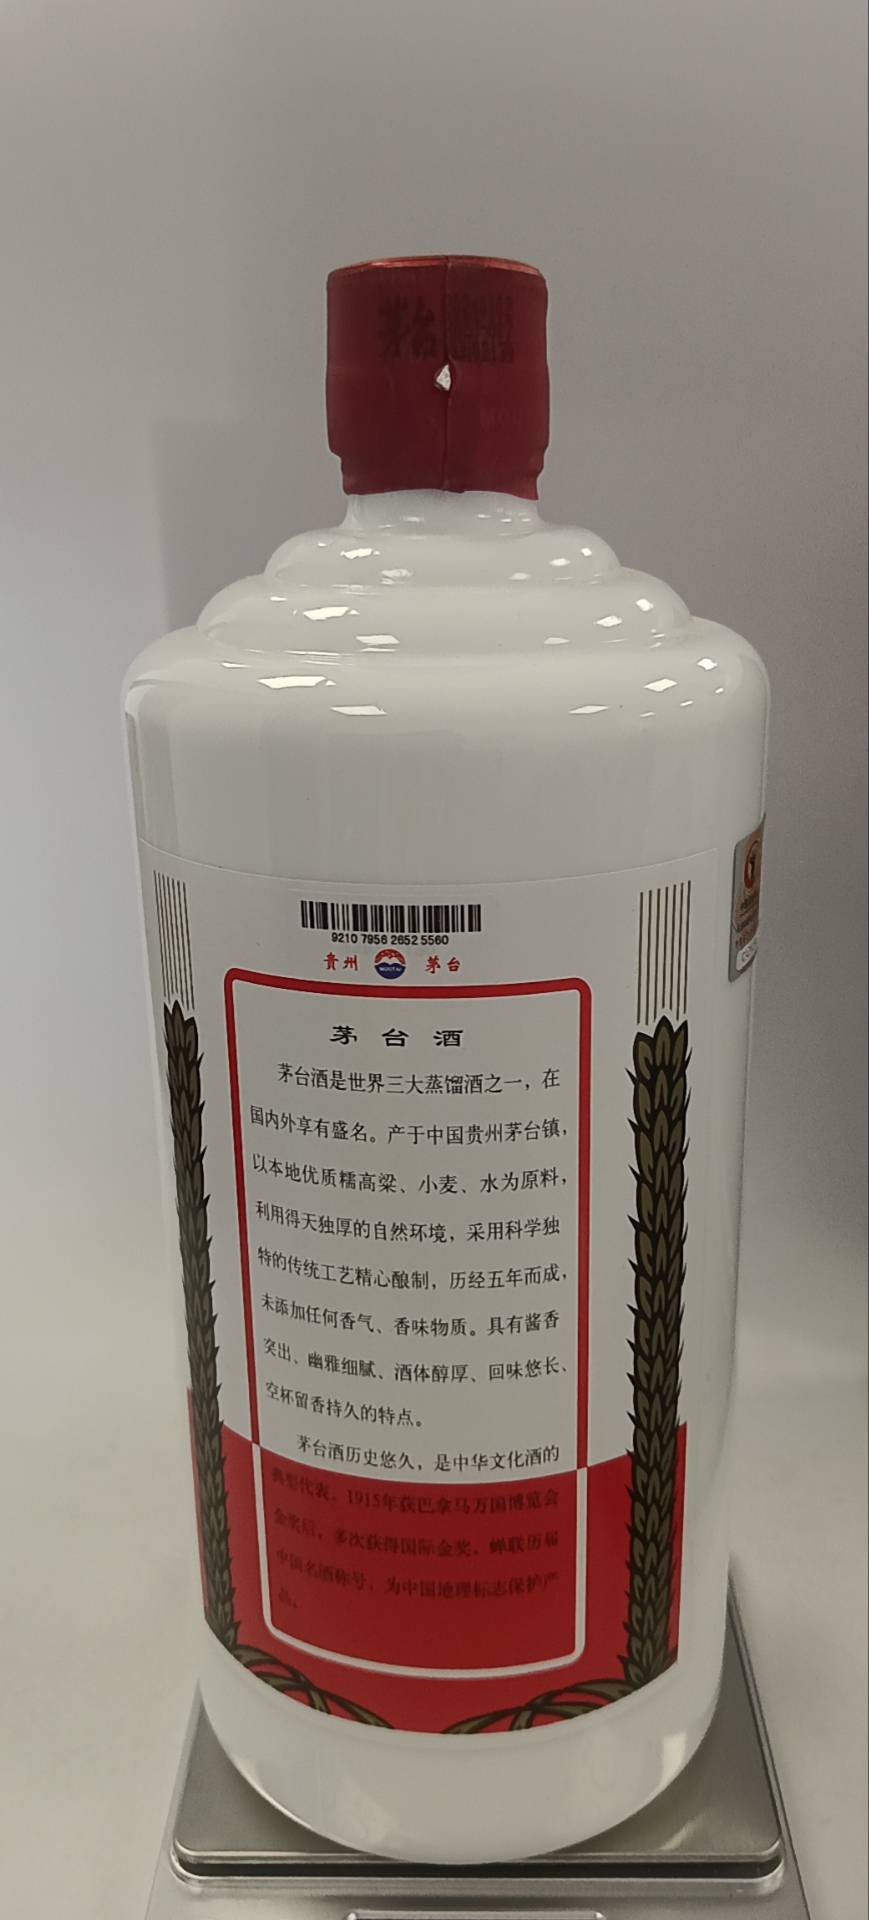 茅台
9210 7956 2652 5560
貴州 MOUTAI 茅台
茅台酒
茅台酒是世界三大蒸馏酒之一，在
国内外享有盛名。产于中国贵州茅台镇，
以本地优质糯高粱、小麦、水为原料，
利用得天独厚的自然环境，采用科学独
特的传统工艺精心酿制，历经五年而成，
未添加任何香气、香味物质。具有酱香
突出、幽雅细腻、酒体醇厚、回味悠长、
空杯留香持久的特点。
茅台酒历史悠久，是中华文化酒的
典型代表。1915年获巴拿马万国博览会
金奖后，多次获得国际金奖，蝉联历届
中国名酒称号，为中国地理标志保护产
品。